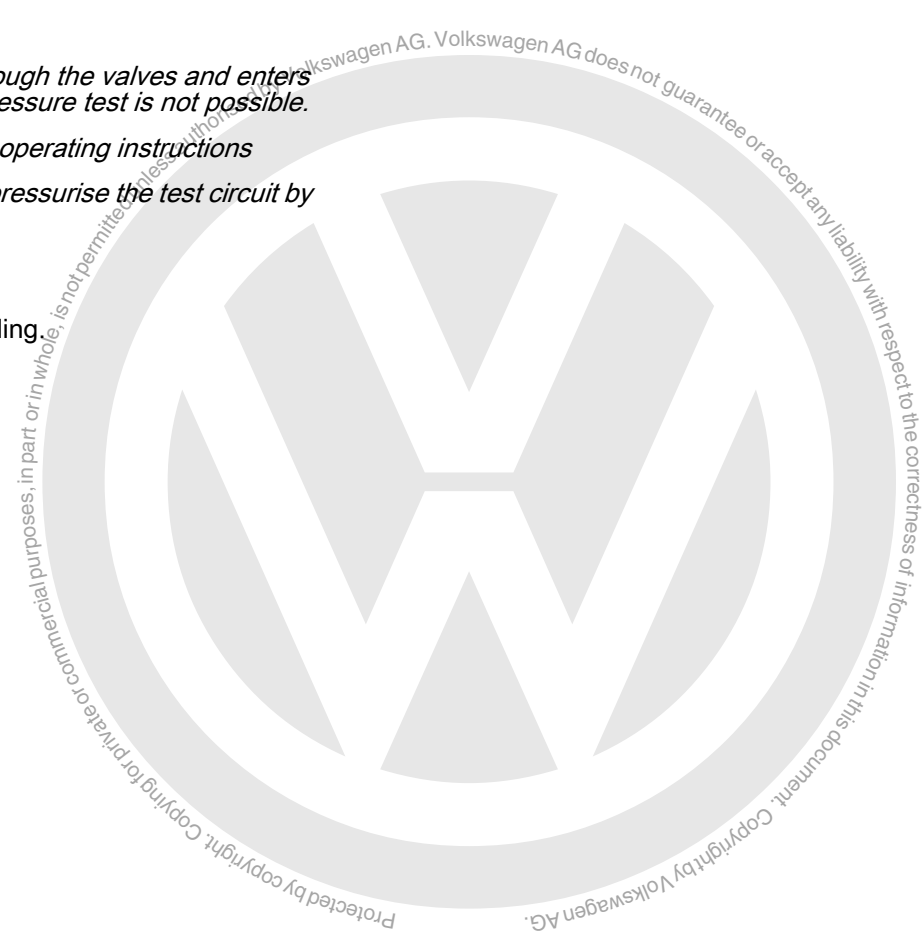 ough the valves and enters
essure test is not possible.
operating instructions
pressurise the test circuit by
ling.
Protected by copyright. Copying for private or commercial purposes, in part or in whole, is not permitted unless authorised by Volkswagen AG. Volkswagen AG does not guarantee or accept any liability with respect to the correctness of information in this document. Copyright by Volkswagen AG.